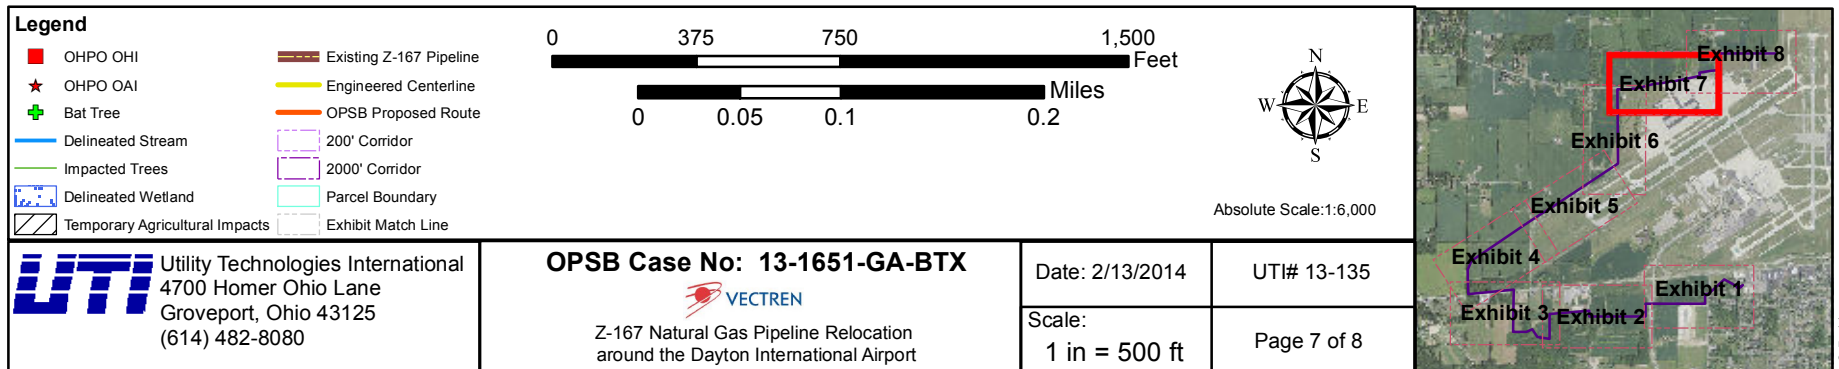 Legend
OHPO OHI
OHPO OAI
Bat Tree
Delineated Stream
Impacted Trees
Delineated Wetland
Temporary Agricultural Impacts
Existing Z-167 Pipeline
Engineered Centerline
OPSB Proposed Route
200' Corridor
2000' Corridor
Parcel Boundary
Exhibit Match Line
0 375 750 1,500
Feet
Miles
0 0.05 0.1 0.2
N
W E
S
Absolute Scale:1:6,000
UTI
Utility Technologies International
4700 Homer Ohio Lane
Groveport, Ohio 43125
(614) 482-8080
OPSB Case No: 13-1651-GA-BTX
VECTREN
Z-167 Natural Gas Pipeline Relocation
around the Dayton International Airport
Date: 2/13/2014
UTI# 13-135
Scale:
1 in = 500 ft
Page 7 of 8
Exhibit 8
Exhibit 7
Exhibit 6
Exhibit 5
Exhibit 4
Exhibit 1
Exhibit 3
Exhibit 2